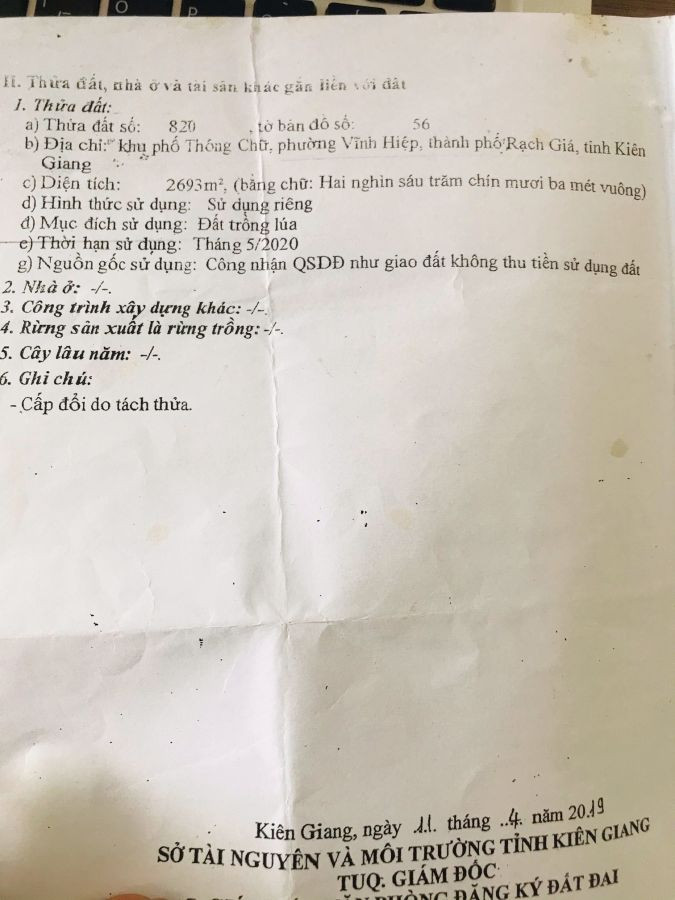 II. Thửa đất, nhà ở và tài sản khác gắn liền với đất
1. Thửa đất:
a) Thửa đất số: 820 , tờ bản đồ số: 56
b) Địa chỉ: khu phố Thông Chữ, phường Vĩnh Hiệp, thành phố Rạch Giá, tỉnh Kiên
Giang
c) Diện tích: 2693m², (bằng chữ: Hai nghìn sáu trăm chín mươi ba mét vuông)
d) Hình thức sử dụng: Sử dụng riêng
đ) Mục đích sử dụng: Đất trồng lúa
e) Thời hạn sử dụng: Tháng 5/2020
g) Nguồn gốc sử dụng: Công nhận QSDĐ như giao đất không thu tiền sử dụng đất
2. Nhà ở: -/-.
3. Công trình xây dựng khác: -/-.
4. Rừng sản xuất là rừng trồng: -/-.
5. Cây lâu năm: -/-.
6. Ghi chú:
- Cấp đổi do tách thửa.
Kiên Giang, ngày 11 tháng 4 năm 2019
SỞ TÀI NGUYÊN VÀ MÔI TRƯỜNG TỈNH KIÊN GIANG
TUQ. GIÁM ĐỐC
PHÒNG ĐĂNG KÝ ĐẤT ĐAI